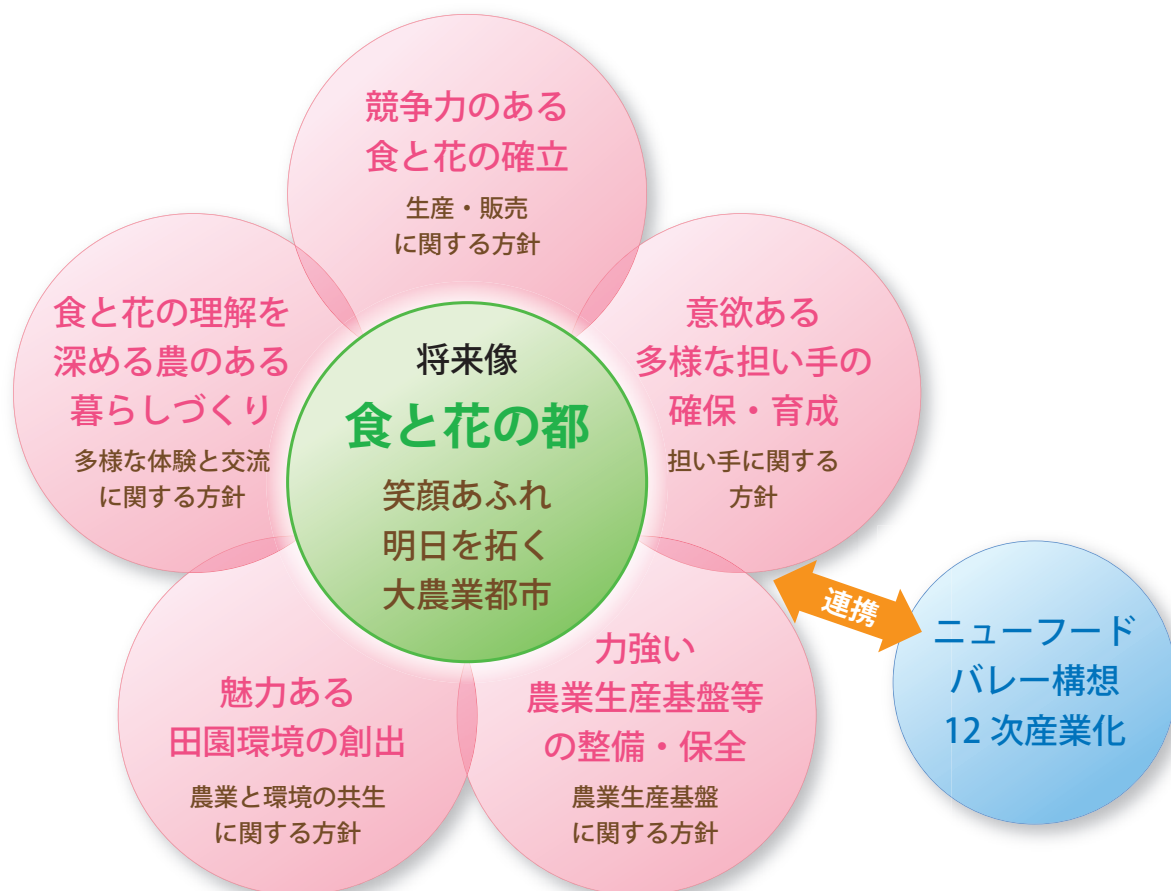 競争力のある
食と花の確立
生産・販売
に関する方針
食と花の理解を
深める農のある
暮らしづくり
多様な体験と交流
に関する方針
将来像
食と花の都
笑顔あふれ
明日を拓く
大農業都市
意欲ある
多様な担い手の
確保・育成
担い手に関する
方針
魅力ある
田園環境の創出
農業と環境の共生
に関する方針
力強い
農業生産基盤等
の整備・保全
農業生産基盤
に関する方針
連携
ニューフード
バレー構想
12 次産業化